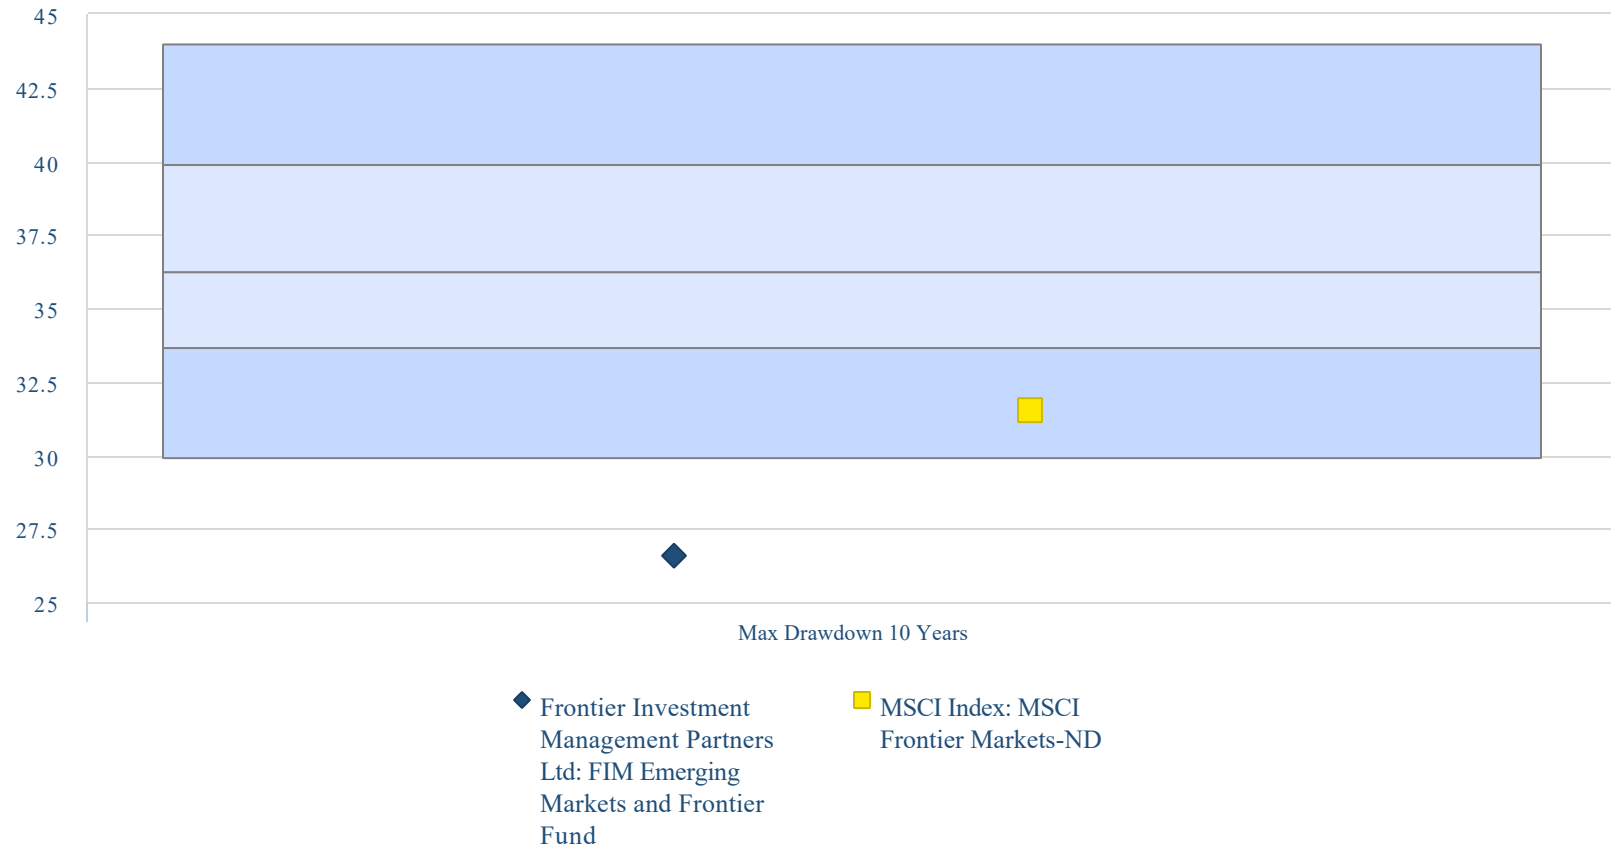 45
42.5
40
37.5
35
32.5
30
27.5
25
Max Drawdown 10 Years
Frontier Investment
Management Partners
Ltd: FIM Emerging
Markets and Frontier
Fund
MSCI Index: MSCI
Frontier Markets-ND